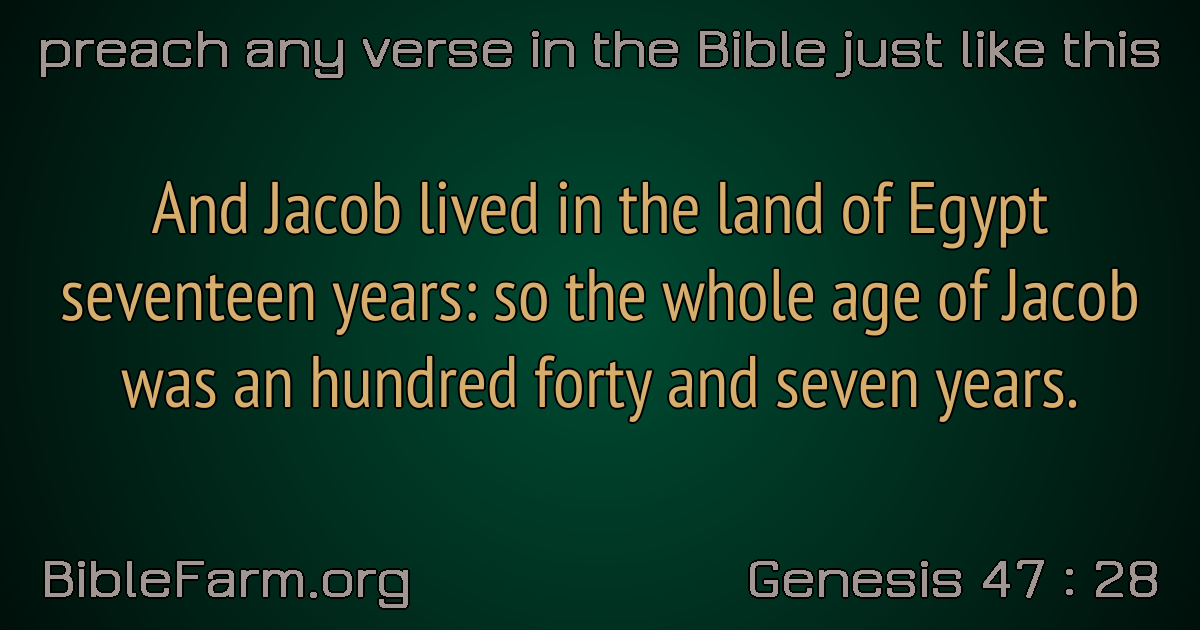 preach any verse in the Bible just like this
And Jacob lived in the land of Egypt
seventeen years: so the whole age of Jacob
was an hundred forty and seven years.
BibleFarm.org
Genesis 47 : 28